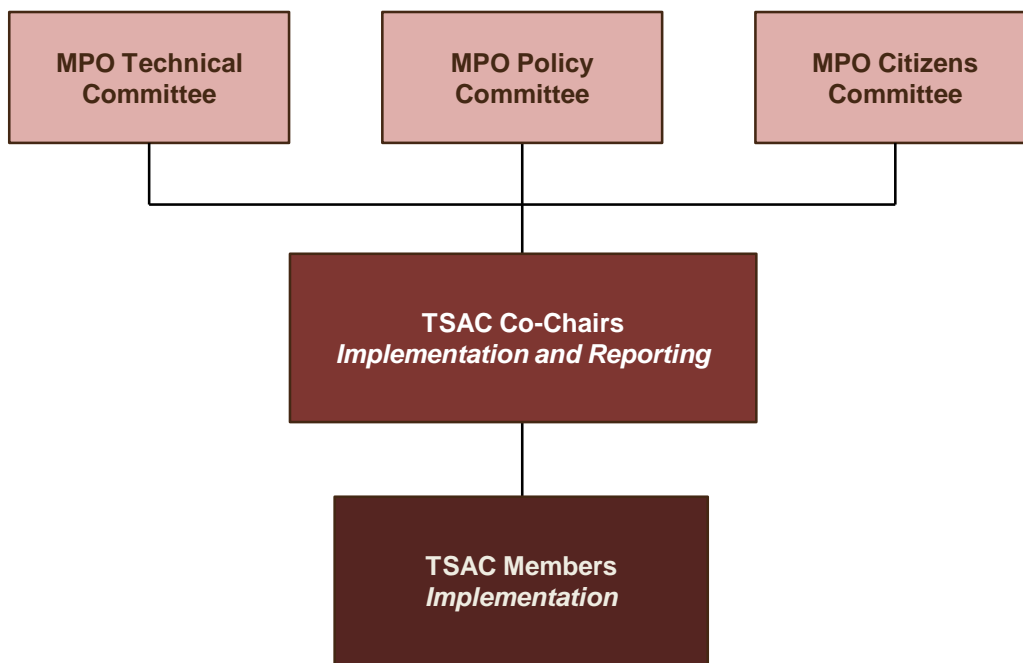 MPO Technical
Committee
MPO Policy
Committee
MPO Citizens
Committee
TSAC Co-Chairs
Implementation and Reporting
TSAC Members
Implementation